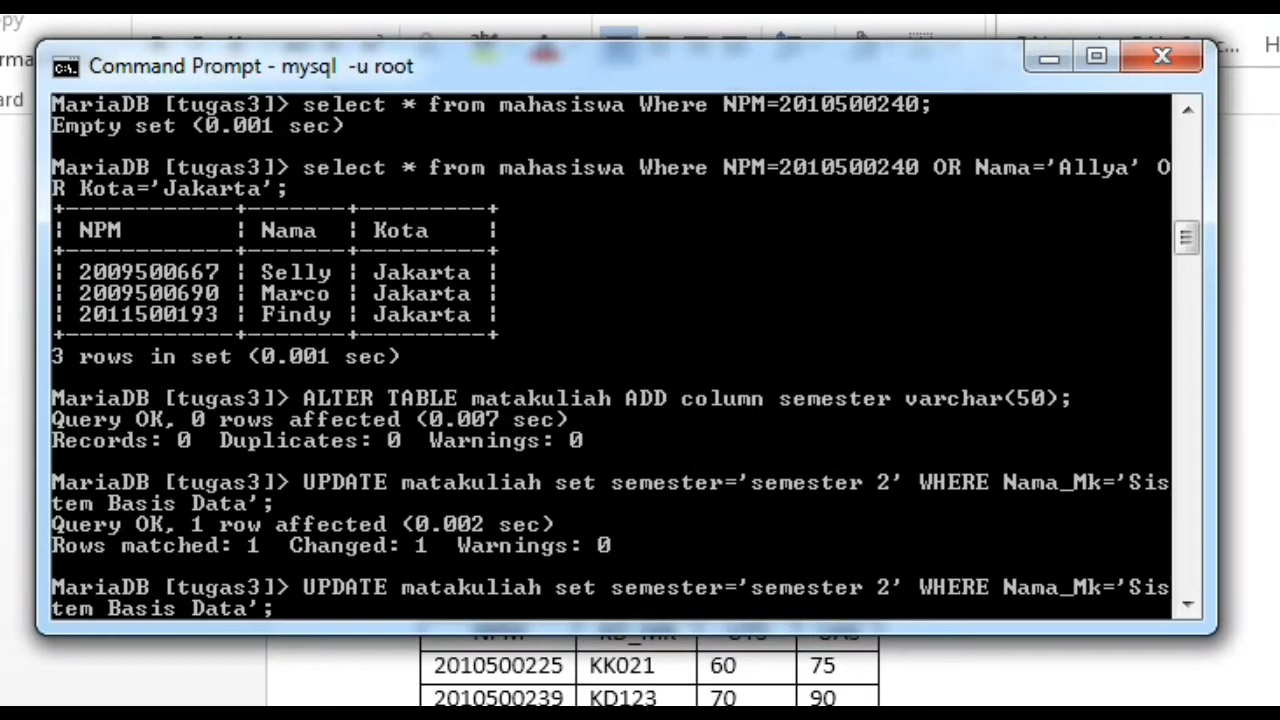 opy
Command Prompt - mysql  -u root
orma
ard
MariaDB [tugas3]> select * from mahasiswa Where NPM=2010500240;
Empty set (0.001 sec)
MariaDB [tugas3]> select * from mahasiswa Where NPM=2010500240 OR Nama='Allya' O
R Kota='Jakarta';
+-------------+-------+----------+
| NPM | Nama | Kota |
+-------------+-------+----------+
| 2009500667 | Selly | Jakarta |
| 2009500690 | Marco | Jakarta |
| 2011500193 | Findy | Jakarta |
+-------------+-------+----------+
3 rows in set (0.001 sec)
MariaDB [tugas3]> ALTER TABLE matakuliah ADD column semester varchar(50);
Query OK, 0 rows affected (0.007 sec)
Records: 0  Duplicates: 0  Warnings: 0
MariaDB [tugas3]> UPDATE matakuliah set semester='semester 2' WHERE Nama_Mk='Sis
tem Basis Data';
Query OK, 1 row affected (0.002 sec)
Rows matched: 1  Changed: 1  Warnings: 0
MariaDB [tugas3]> UPDATE matakuliah set semester='semester 2' WHERE Nama_Mk='Sis
tem Basis Data';
2010500225 KK021 60 75
2010500239 KD123 70 90